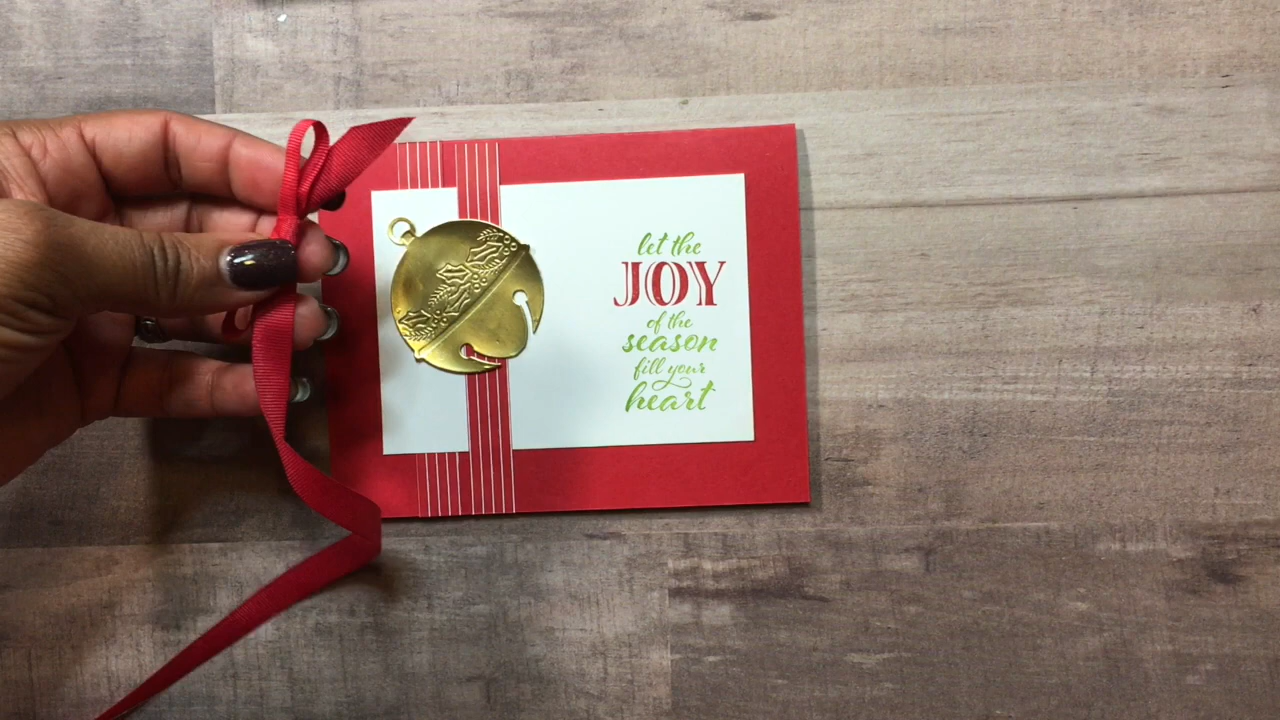 let the
JOY
of the
season
fill your
heart